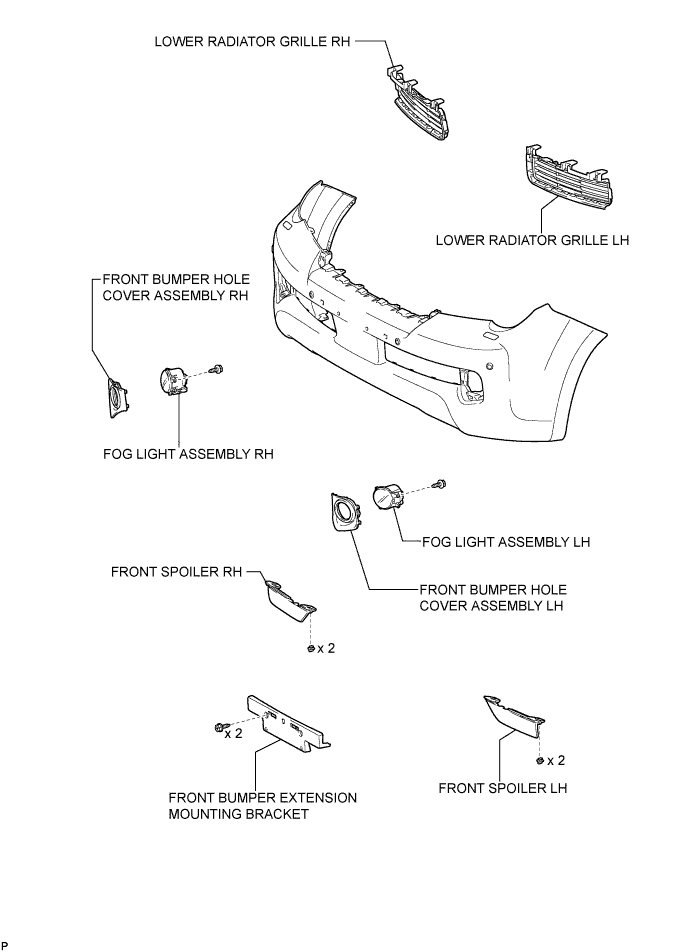 LOWER RADIATOR GRILLE RH
LOWER RADIATOR GRILLE LH
FRONT BUMPER HOLE
COVER ASSEMBLY RH
FOG LIGHT ASSEMBLY RH
FOG LIGHT ASSEMBLY LH
FRONT SPOILER RH
FRONT BUMPER HOLE
COVER ASSEMBLY LH
x 2
x 2
x 2
FRONT SPOILER LH
FRONT BUMPER EXTENSION
MOUNTING BRACKET
P